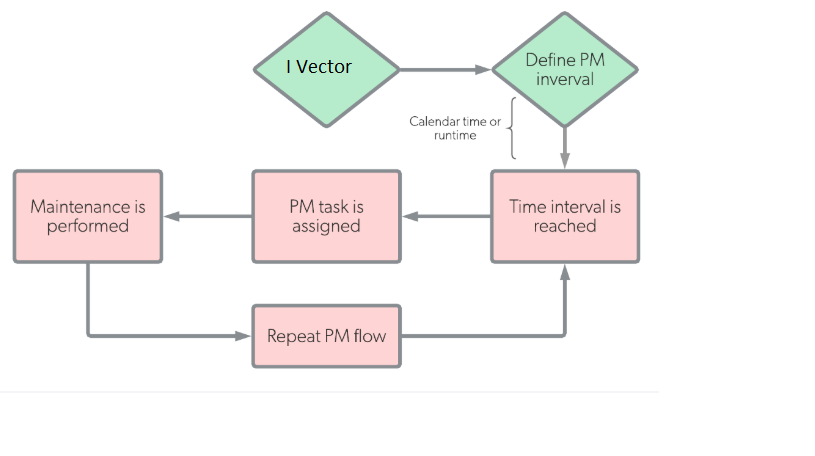 I Vector
Define PM
inverval
Calendar time or
runtime
Time interval is
reached
PM task is
assigned
Maintenance is
performed
Repeat PM flow